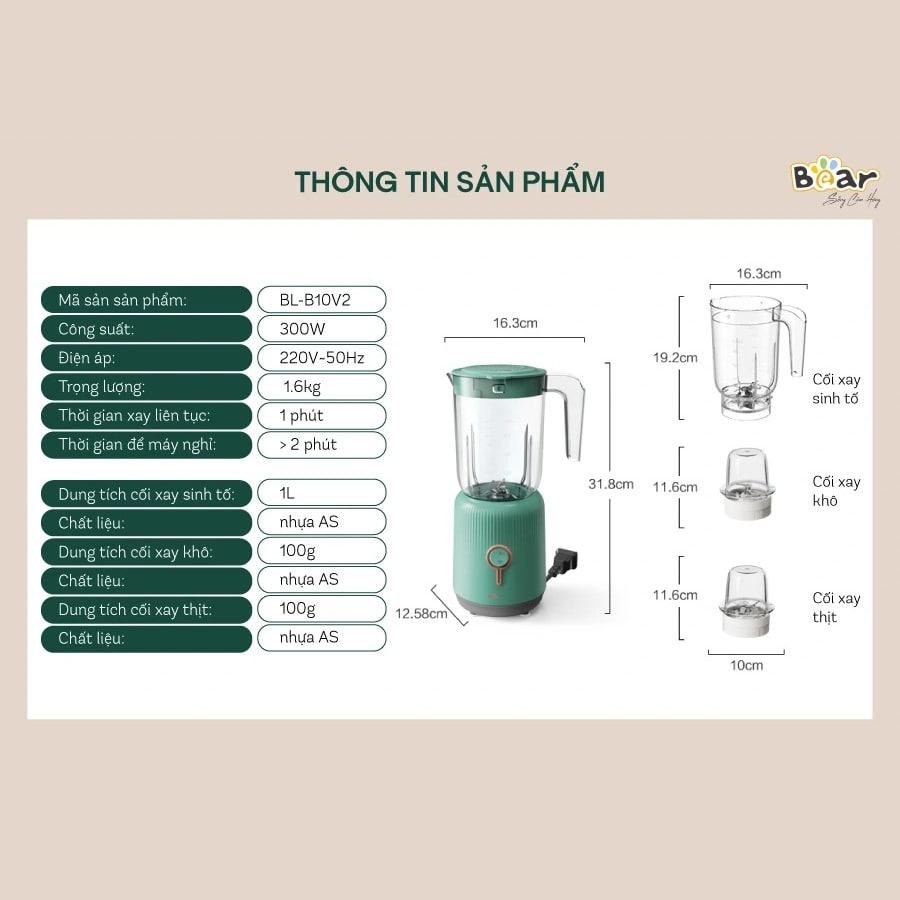 THÔNG TIN SẢN PHẨM
Bear
Mã sản sản phẩm: BL-B10V2
Công suất: 300W
Điện áp: 220V~50Hz
Trọng lượng: 1.6kg
Thời gian xay liên tục: 1 phút
Thời gian để máy nghỉ: > 2 phút
Dung tích cối xay sinh tố: 1L
Chất liệu: nhựa AS
Dung tích cối xay khô: 100g
Chất liệu: nhựa AS
Dung tích cối xay thịt: 100g
Chất liệu: nhựa AS
16.3cm
31.8cm
12.58cm
16.3cm
19.2cm
Cối xay
sinh tố
11.6cm
Cối xay
khô
11.6cm
Cối xay
thịt
10cm